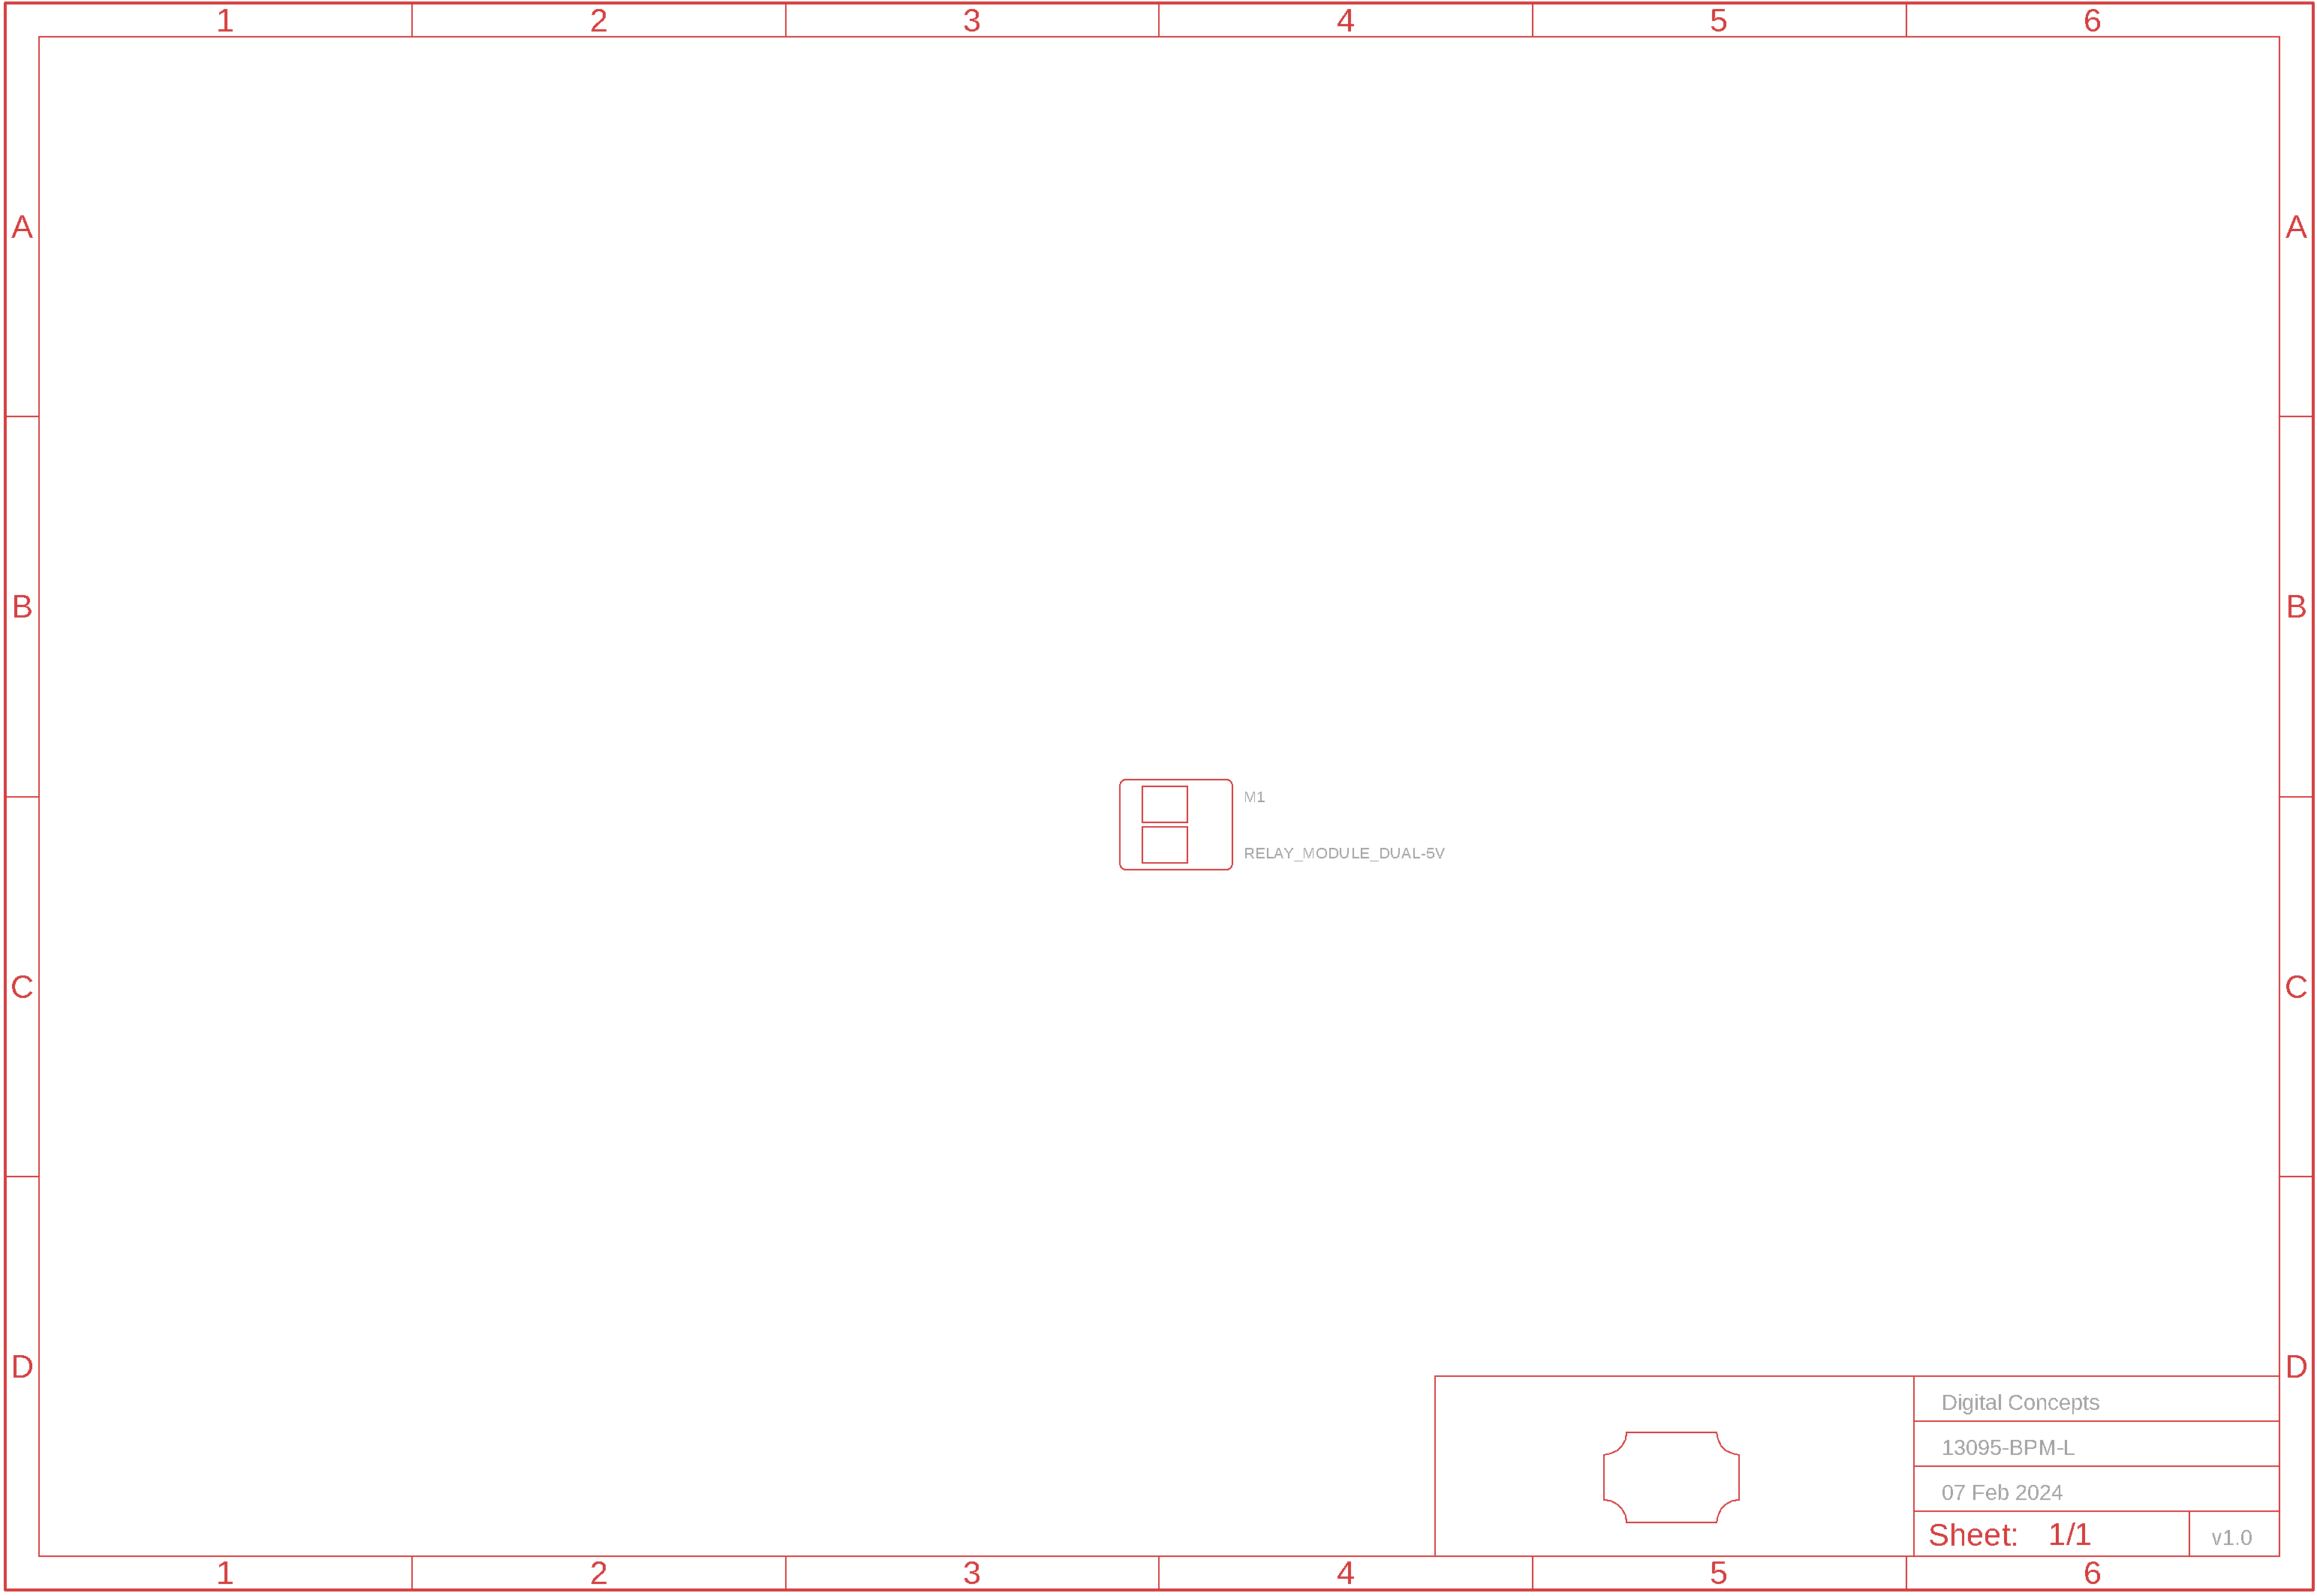 1 2 3 4 5 6
A A
B B
M1
C C
RELAY_MODULE_DUAL-5V
D D
Digital Concepts
13095-BPM-L
07 Feb 2024
Sheet: 1/1 v1.0
1 2 3 4 5 6